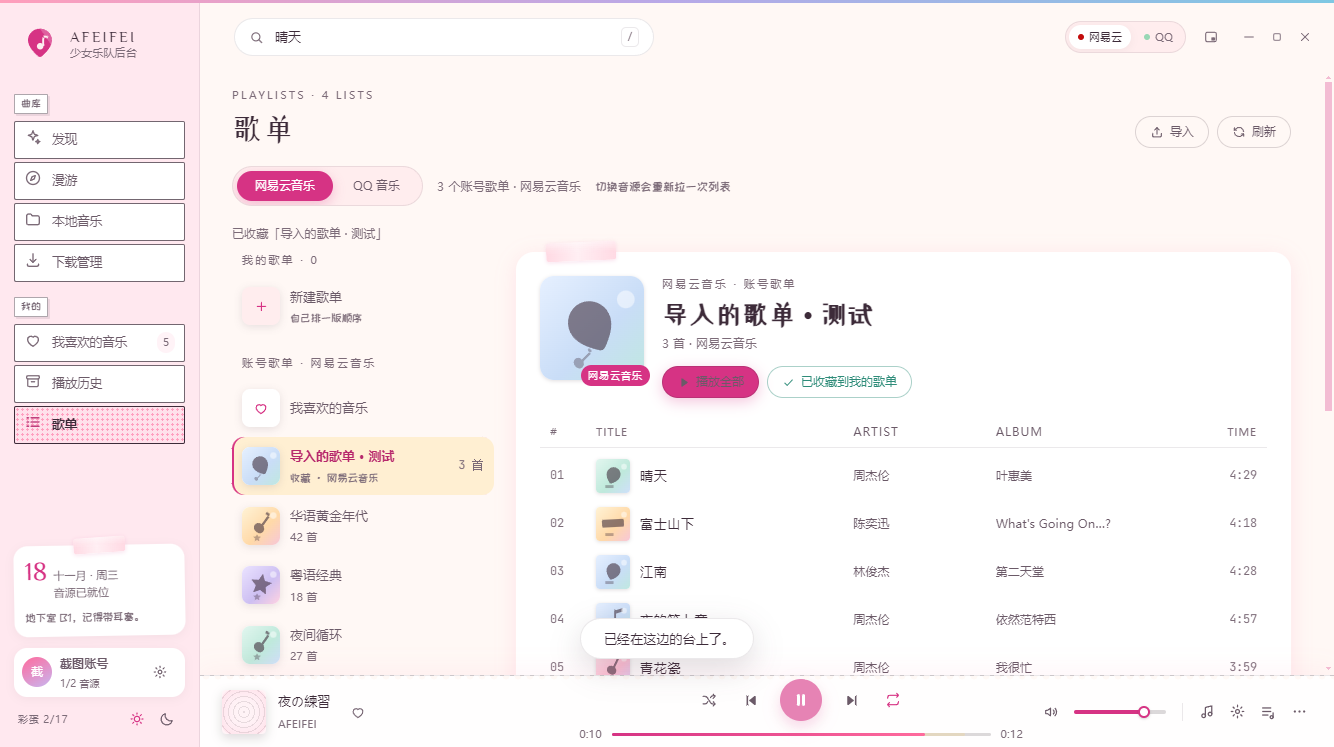 AFEIFEI
少女乐队后台
晴天
/
网易云
QQ
曲库
发现
漫游
本地音乐
下载管理
我的
我喜欢的音乐 5
播放历史
歌单
18 十一月 · 周三
音源已就位
地下室 B1，记得带耳塞。
截 截图账号
1/2 音源
彩蛋 2/17
PLAYLISTS · 4 LISTS
歌单
导入
刷新
网易云音乐
QQ 音乐
3 个账号歌单 · 网易云音乐
切换音源会重新拉一次列表
已收藏「导入的歌单 · 测试」
我的歌单 · 0
新建歌单
自己排一版顺序
账号歌单 · 网易云音乐
我喜欢的音乐
导入的歌单 • 测试
收藏 · 网易云音乐
3 首
华语黄金年代
42 首
粤语经典
18 首
夜间循环
27 首
网易云音乐
网易云音乐 · 账号歌单
导入的歌单 • 测试
3 首 · 网易云音乐
播放全部
已收藏到我的歌单
# TITLE ARTIST ALBUM TIME
01 晴天 周杰伦 叶惠美 4:29
02 富士山下 陈奕迅 What's Going On...? 4:18
03 江南 林俊杰 第二天堂 4:28
04 夜的第七章 周杰伦 依然范特西 4:57
05 青花瓷 周杰伦 我很忙 3:59
已经在这边的台上了。
夜の練習
AFEIFEI
0:10
0:12